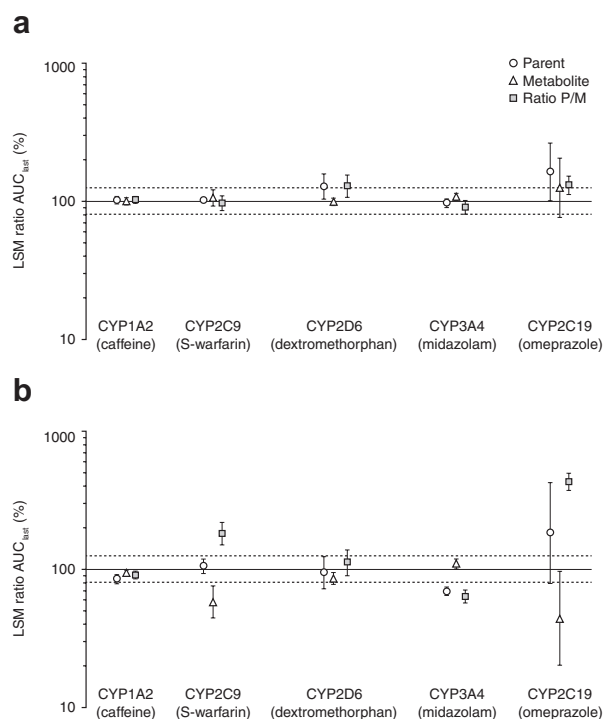 a
1000
Parent
Metabolite
Ratio P/M
LSM ratio AUClast (%)
100
10
CYP1A2 CYP2C9 CYP2D6 CYP3A4 CYP2C19
(caffeine) (S-warfarin) (dextromethorphan) (midazolam) (omeprazole)
b
1000
LSM ratio AUClast (%)
100
10
CYP1A2 CYP2C9 CYP2D6 CYP3A4 CYP2C19
(caffeine) (S-warfarin) (dextromethorphan) (midazolam) (omeprazole)